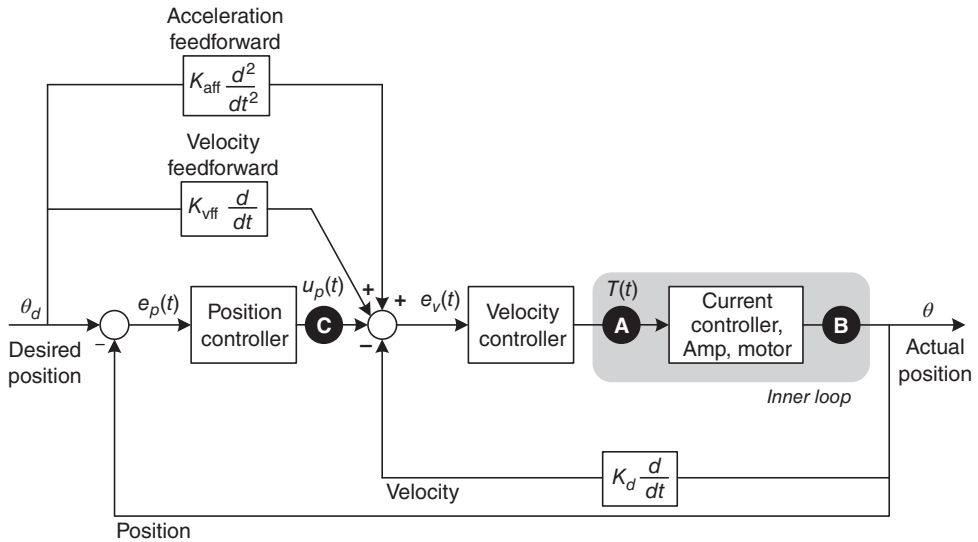 Acceleration
feedforward
K_aff d²/dt²
Velocity
feedforward
K_vff d/dt
θ_d
Desired
position
−
e_p(t)
Position
controller
u_p(t)
C
+
+
−
e_v(t)
Velocity
controller
T(t)
A
Current
controller,
Amp, motor
B
Inner loop
θ
Actual
position
K_d d/dt
Velocity
Position